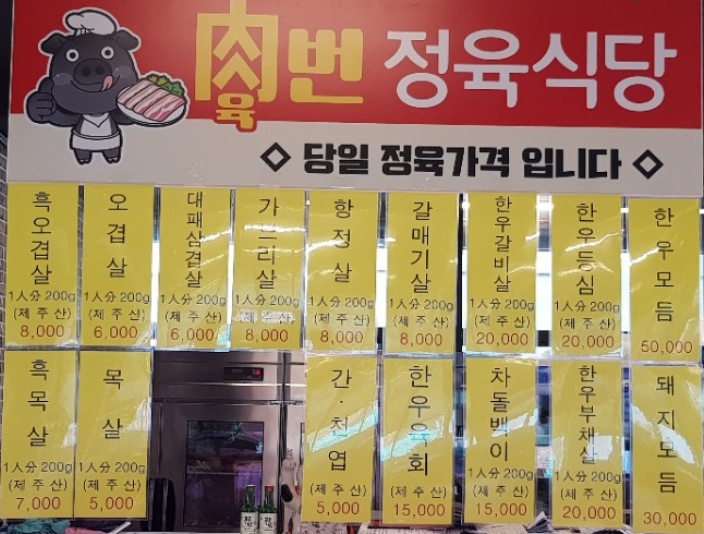 肉번 정육식당
육
◇ 당일 정육가격 입니다 ◇
흑오겹살
1人分 200g
(제 주 산)
8,000
오겹살
1人分 200g
(제 주 산)
6,000
대패삼겹살
1人分 200g
(제 주 산)
6,000
가브리살
1人分 200g
(제 주 산)
8,000
항정살
1人分 200g
(제 주 산)
8,000
갈매기살
1人分 200g
(제 주 산)
8,000
한우갈비살
1人分 200g
(제 주 산)
20,000
한우등심
1人分 200g
(제 주 산)
20,000
한우모듬
50,000
흑목살
1人分 200g
(제 주 산)
7,000
목살
1人分 200g
(제 주 산)
5,000
간·천엽
(제 주 산)
5,000
한우육회
(제 주 산)
15,000
차돌백이
1人分 200g
(제 주 산)
15,000
한우부채살
1人分 200g
(제 주 산)
20,000
돼지모듬
30,000